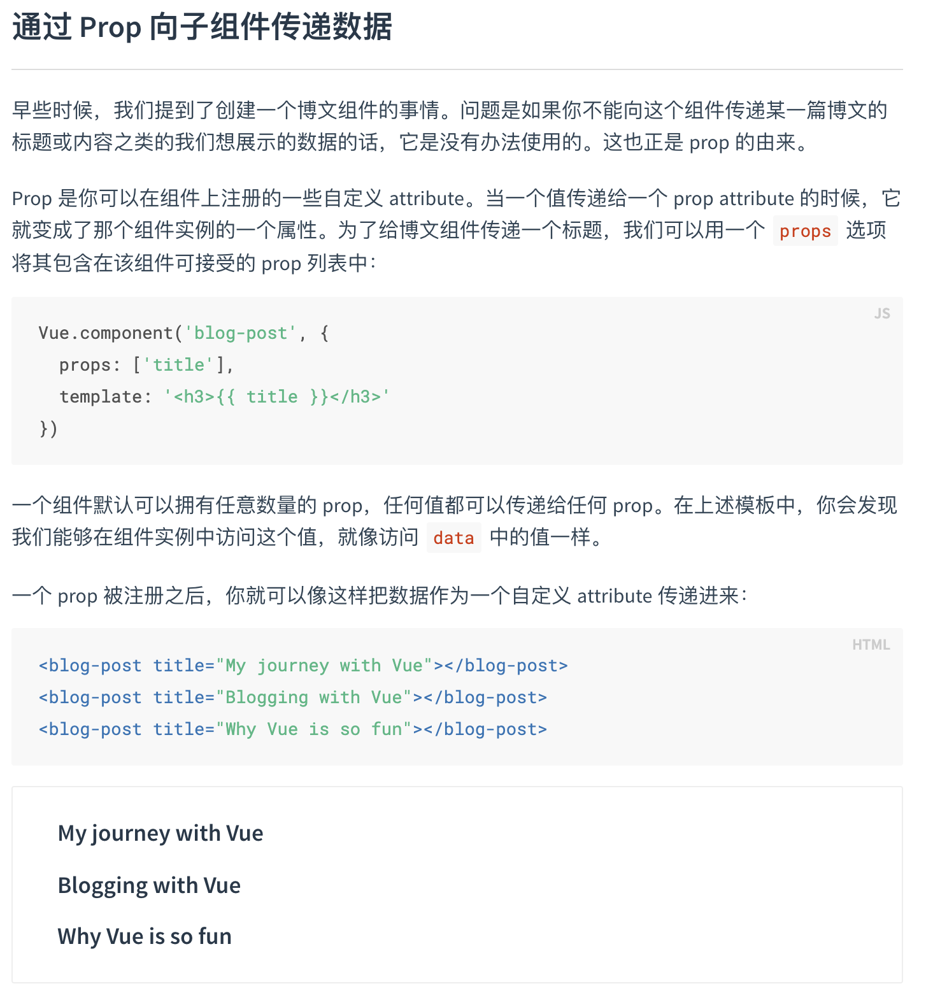 通过 Prop 向子组件传递数据
早些时候，我们提到了创建一个博文组件的事情。问题是如果你不能向这个组件传递某一篇博文的
标题或内容之类的我们想展示的数据的话，它是没有办法使用的。这也正是 prop 的由来。
Prop 是你可以在组件上注册的一些自定义 attribute。当一个值传递给一个 prop attribute 的时候，它
就变成了那个组件实例的一个属性。为了给博文组件传递一个标题，我们可以用一个 props 选项
将其包含在该组件可接受的 prop 列表中：
JS
Vue.component('blog-post', {
  props: ['title'],
  template: '<h3>{{ title }}</h3>'
})
一个组件默认可以拥有任意数量的 prop，任何值都可以传递给任何 prop。在上述模板中，你会发现
我们能够在组件实例中访问这个值，就像访问 data 中的值一样。
一个 prop 被注册之后，你就可以像这样把数据作为一个自定义 attribute 传递进来：
HTML
<blog-post title="My journey with Vue"></blog-post>
<blog-post title="Blogging with Vue"></blog-post>
<blog-post title="Why Vue is so fun"></blog-post>
My journey with Vue
Blogging with Vue
Why Vue is so fun